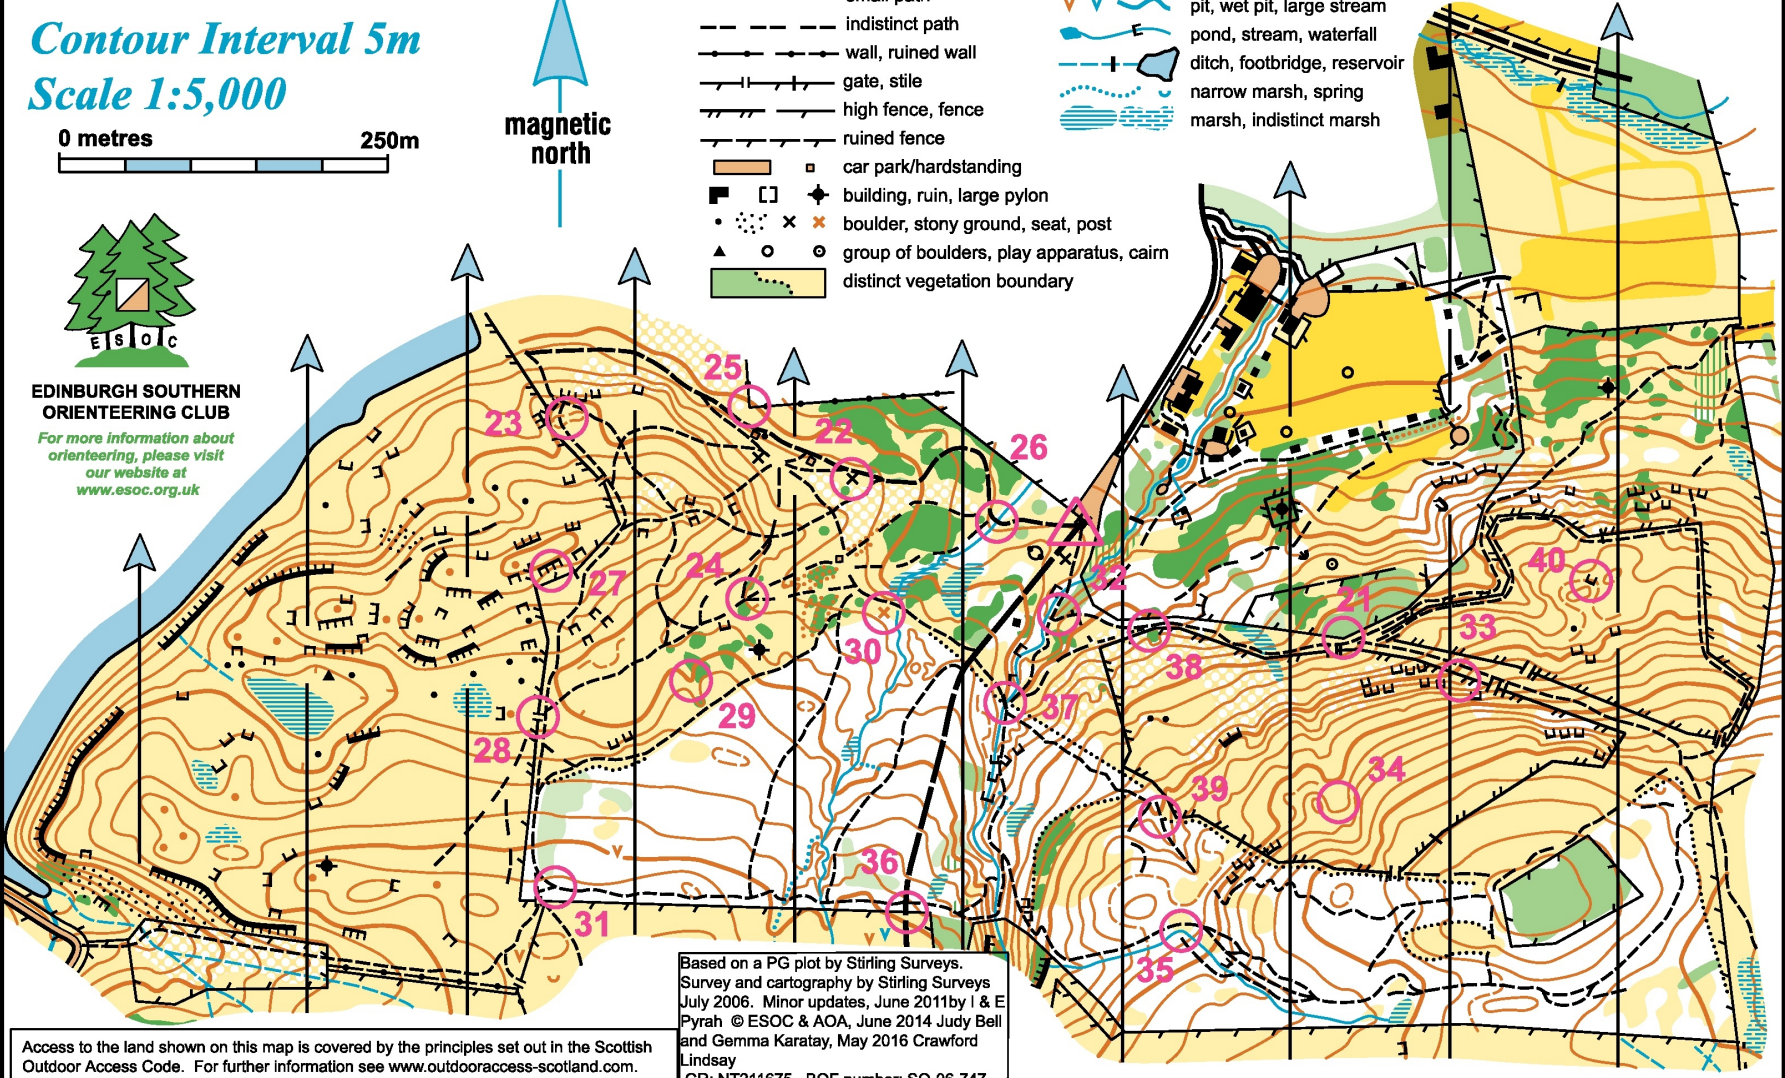 Contour Interval 5m
Scale 1:5,000
0 metres
250m
magnetic
north
small path
indistinct path
wall, ruined wall
gate, stile
high fence, fence
ruined fence
car park/hardstanding
building, ruin, large pylon
boulder, stony ground, seat, post
group of boulders, play apparatus, cairn
distinct vegetation boundary
pit, wet pit, large stream
pond, stream, waterfall
ditch, footbridge, reservoir
narrow marsh, spring
marsh, indistinct marsh
E S O C
EDINBURGH SOUTHERN
ORIENTEERING CLUB
For more information about
orienteering, please visit
our website at
www.esoc.org.uk
25
23
22
26
24
27
32
40
21
33
30
38
29
37
28
39
34
36
31
35
Based on a PG plot by Stirling Surveys.
Survey and cartography by Stirling Surveys
July 2006.  Minor updates, June 2011by I & E
Pyrah  © ESOC & AOA, June 2014 Judy Bell
and Gemma Karatay, May 2016 Crawford
Lindsay
Access to the land shown on this map is covered by the principles set out in the Scottish
Outdoor Access Code.  For further information see www.outdooraccess-scotland.com.